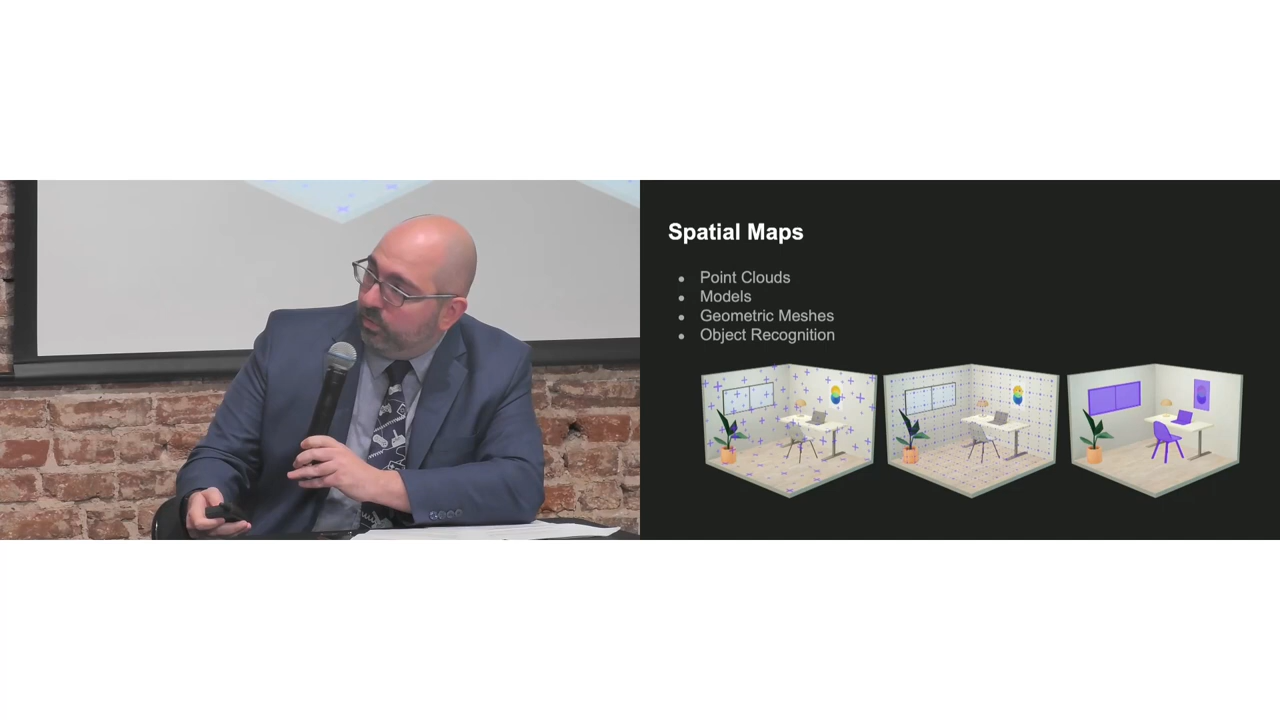 Spatial Maps
Point Clouds
Models
Geometric Meshes
Object Recognition